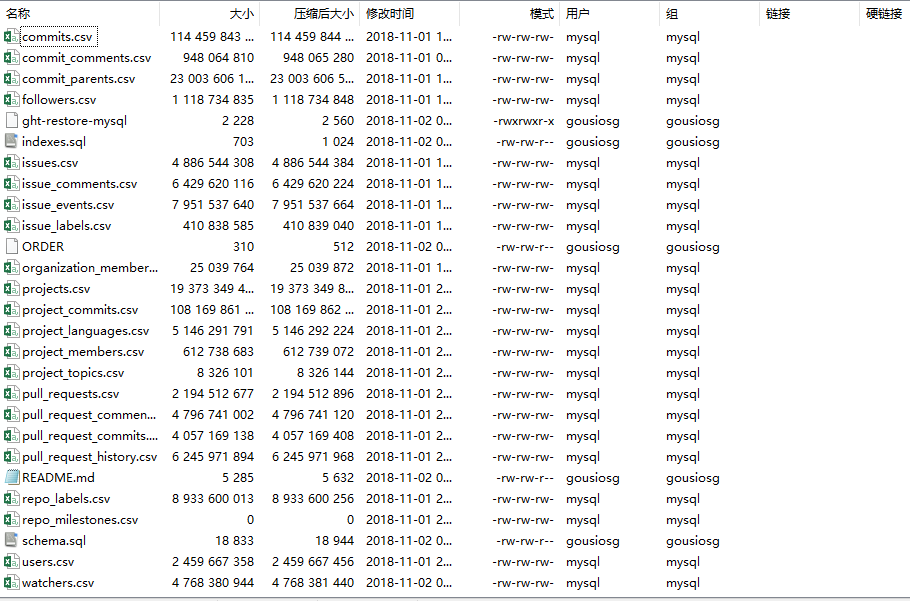 名称 大小 压缩后大小 修改时间 模式 用户 组 链接 硬链接
commits.csv 114 459 843 ... 114 459 844 ... 2018-11-01 1... -rw-rw-rw- mysql mysql
commit_comments.csv 948 064 810 948 065 280 2018-11-01 0... -rw-rw-rw- mysql mysql
commit_parents.csv 23 003 606 1... 23 003 606 5... 2018-11-01 1... -rw-rw-rw- mysql mysql
followers.csv 1 118 734 835 1 118 734 848 2018-11-01 1... -rw-rw-rw- mysql mysql
ght-restore-mysql 2 228 2 560 2018-11-02 0... -rwxrwxr-x gousiosg gousiosg
indexes.sql 703 1 024 2018-11-02 0... -rw-rw-r-- gousiosg gousiosg
issues.csv 4 886 544 308 4 886 544 384 2018-11-01 1... -rw-rw-rw- mysql mysql
issue_comments.csv 6 429 620 116 6 429 620 224 2018-11-01 1... -rw-rw-rw- mysql mysql
issue_events.csv 7 951 537 640 7 951 537 664 2018-11-01 1... -rw-rw-rw- mysql mysql
issue_labels.csv 410 838 585 410 839 040 2018-11-01 1... -rw-rw-rw- mysql mysql
ORDER 310 512 2018-11-02 0... -rw-rw-r-- gousiosg gousiosg
organization_member... 25 039 764 25 039 872 2018-11-01 1... -rw-rw-rw- mysql mysql
projects.csv 19 373 349 4... 19 373 349 8... 2018-11-01 2... -rw-rw-rw- mysql mysql
project_commits.csv 108 169 861 ... 108 169 862 ... 2018-11-01 2... -rw-rw-rw- mysql mysql
project_languages.csv 5 146 291 791 5 146 292 224 2018-11-01 2... -rw-rw-rw- mysql mysql
project_members.csv 612 738 683 612 739 072 2018-11-01 2... -rw-rw-rw- mysql mysql
project_topics.csv 8 326 101 8 326 144 2018-11-01 2... -rw-rw-rw- mysql mysql
pull_requests.csv 2 194 512 677 2 194 512 896 2018-11-01 2... -rw-rw-rw- mysql mysql
pull_request_commen... 4 796 741 002 4 796 741 120 2018-11-01 2... -rw-rw-rw- mysql mysql
pull_request_commits.... 4 057 169 138 4 057 169 408 2018-11-01 2... -rw-rw-rw- mysql mysql
pull_request_history.csv 6 245 971 894 6 245 971 968 2018-11-01 2... -rw-rw-rw- mysql mysql
README.md 5 285 5 632 2018-11-02 0... -rw-rw-r-- gousiosg gousiosg
repo_labels.csv 8 933 600 013 8 933 600 256 2018-11-01 2... -rw-rw-rw- mysql mysql
repo_milestones.csv 0 0 2018-11-01 2... -rw-rw-rw- mysql mysql
schema.sql 18 833 18 944 2018-11-02 0... -rw-rw-r-- gousiosg gousiosg
users.csv 2 459 667 358 2 459 667 456 2018-11-01 2... -rw-rw-rw- mysql mysql
watchers.csv 4 768 380 944 4 768 381 440 2018-11-02 0... -rw-rw-rw- mysql mysql